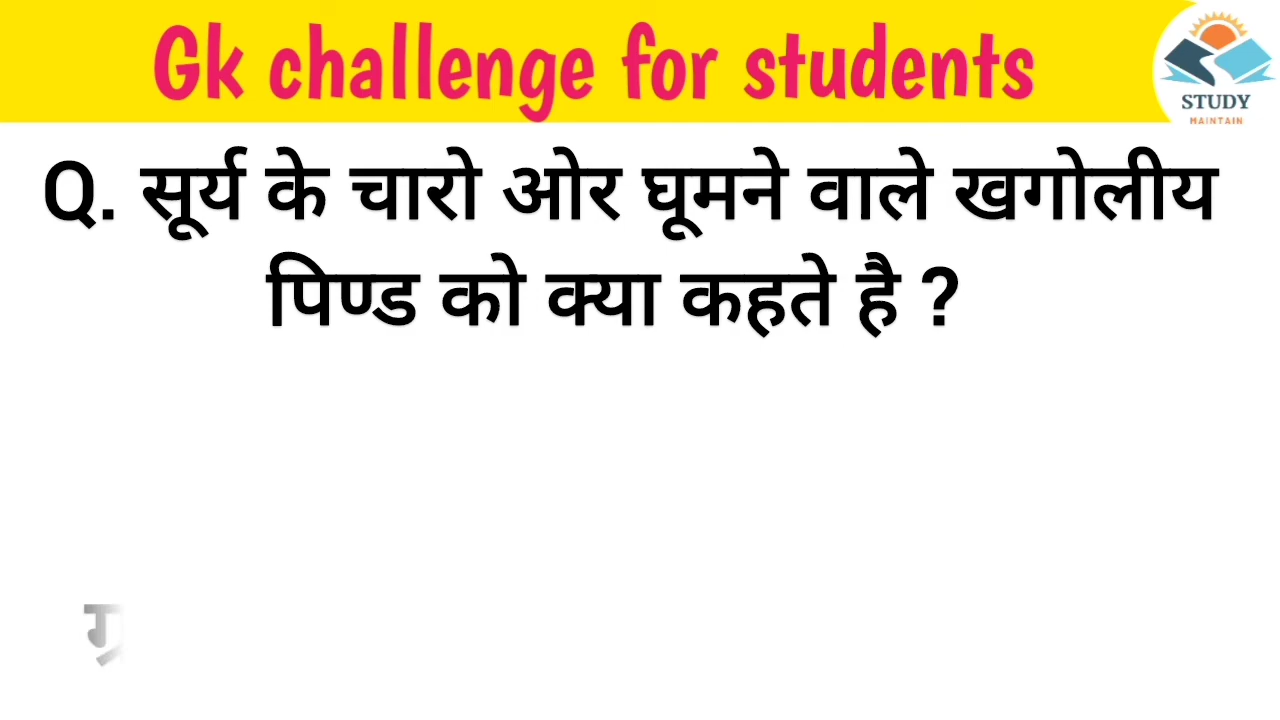 Gk challenge for students
STUDY
MAINTAIN
Q. सूर्य के चारो ओर घूमने वाले खगोलीय
पिण्ड को क्या कहते है ?